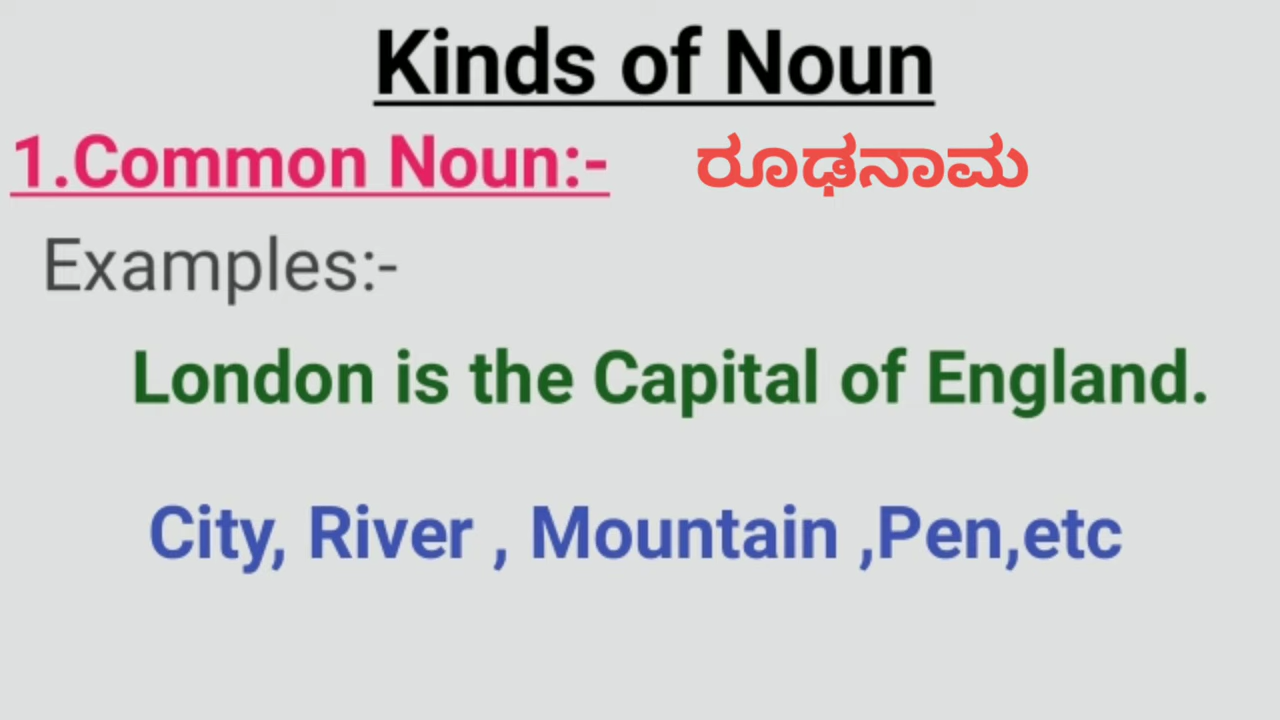 Kinds of Noun
1.Common Noun:- ರೂಢನಾಮ
Examples:-
London is the Capital of England.
City, River , Mountain ,Pen,etc